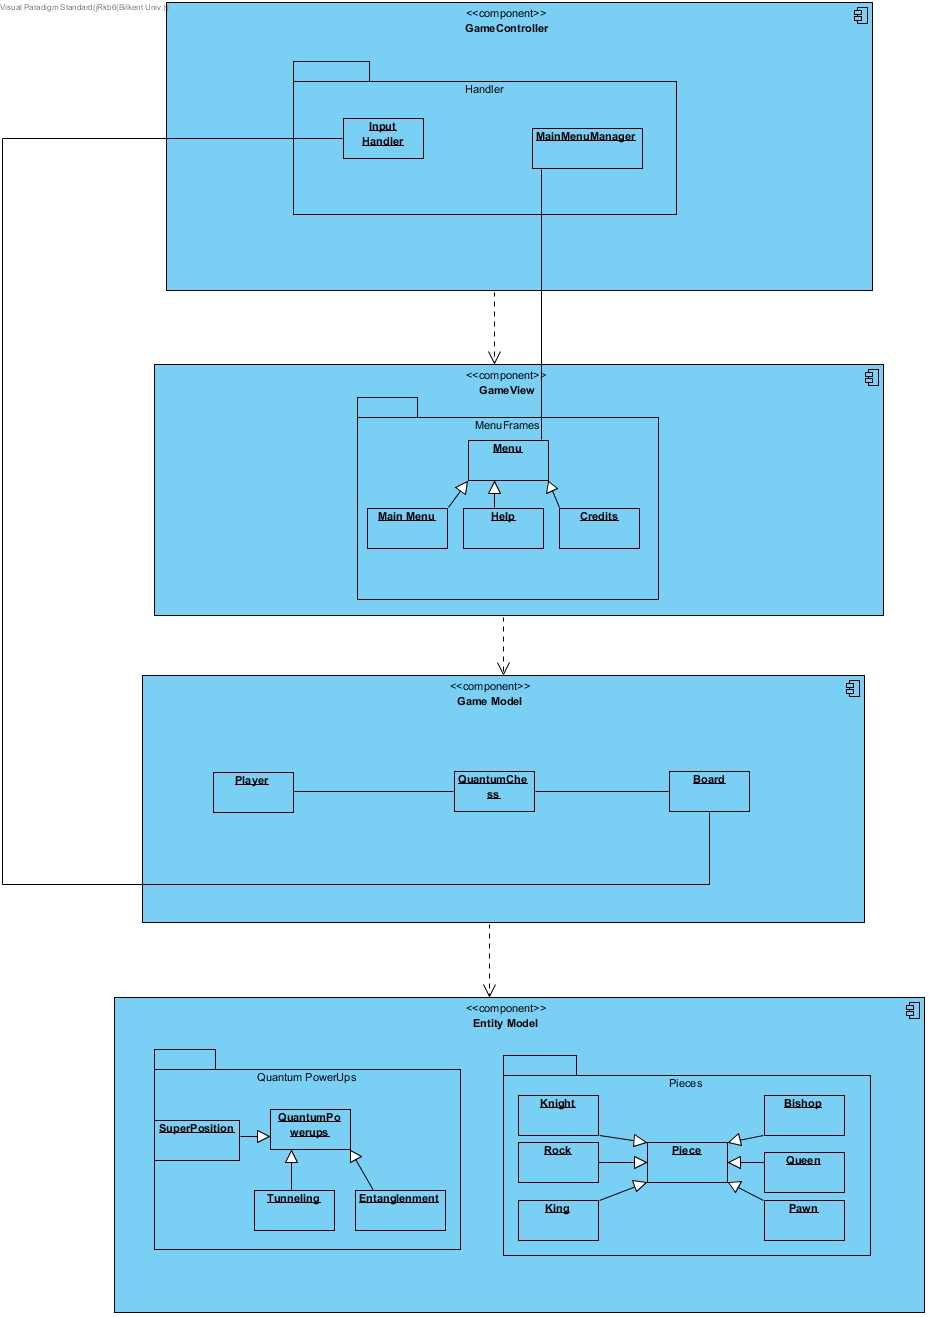 Visual Paradigm Standard(jRkb6(Bilkent Univ.))
<<component>>
GameController
Handler
Input
Handler
MainMenuManager
<<component>>
GameView
MenuFrames
Menu
Main Menu
Help
Credits
<<component>>
Game Model
Player
QuantumChe
ss
Board
<<component>>
Entity Model
Quantum PowerUps
QuantumPo
werups
SuperPosition
Tunneling
Entanglenment
Pieces
Knight
Bishop
Rock
Piece
Queen
King
Pawn